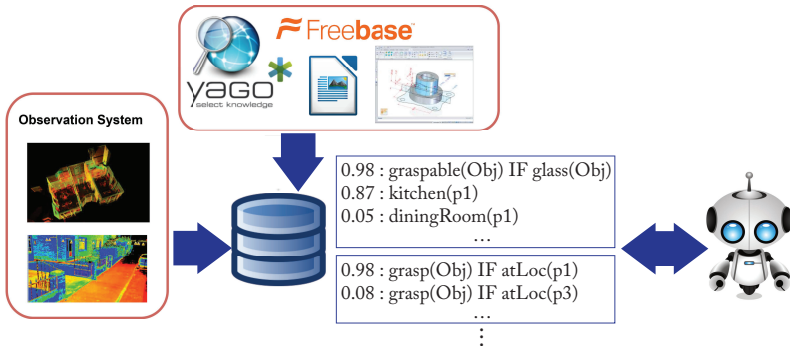 Freebase™
yAGO
select knowledge
Observation System
0.98 : graspable(Obj) IF glass(Obj)
0.87 : kitchen(p1)
0.05 : diningRoom(p1)
...
0.98 : grasp(Obj) IF atLoc(p1)
0.08 : grasp(Obj) IF atLoc(p3)
...